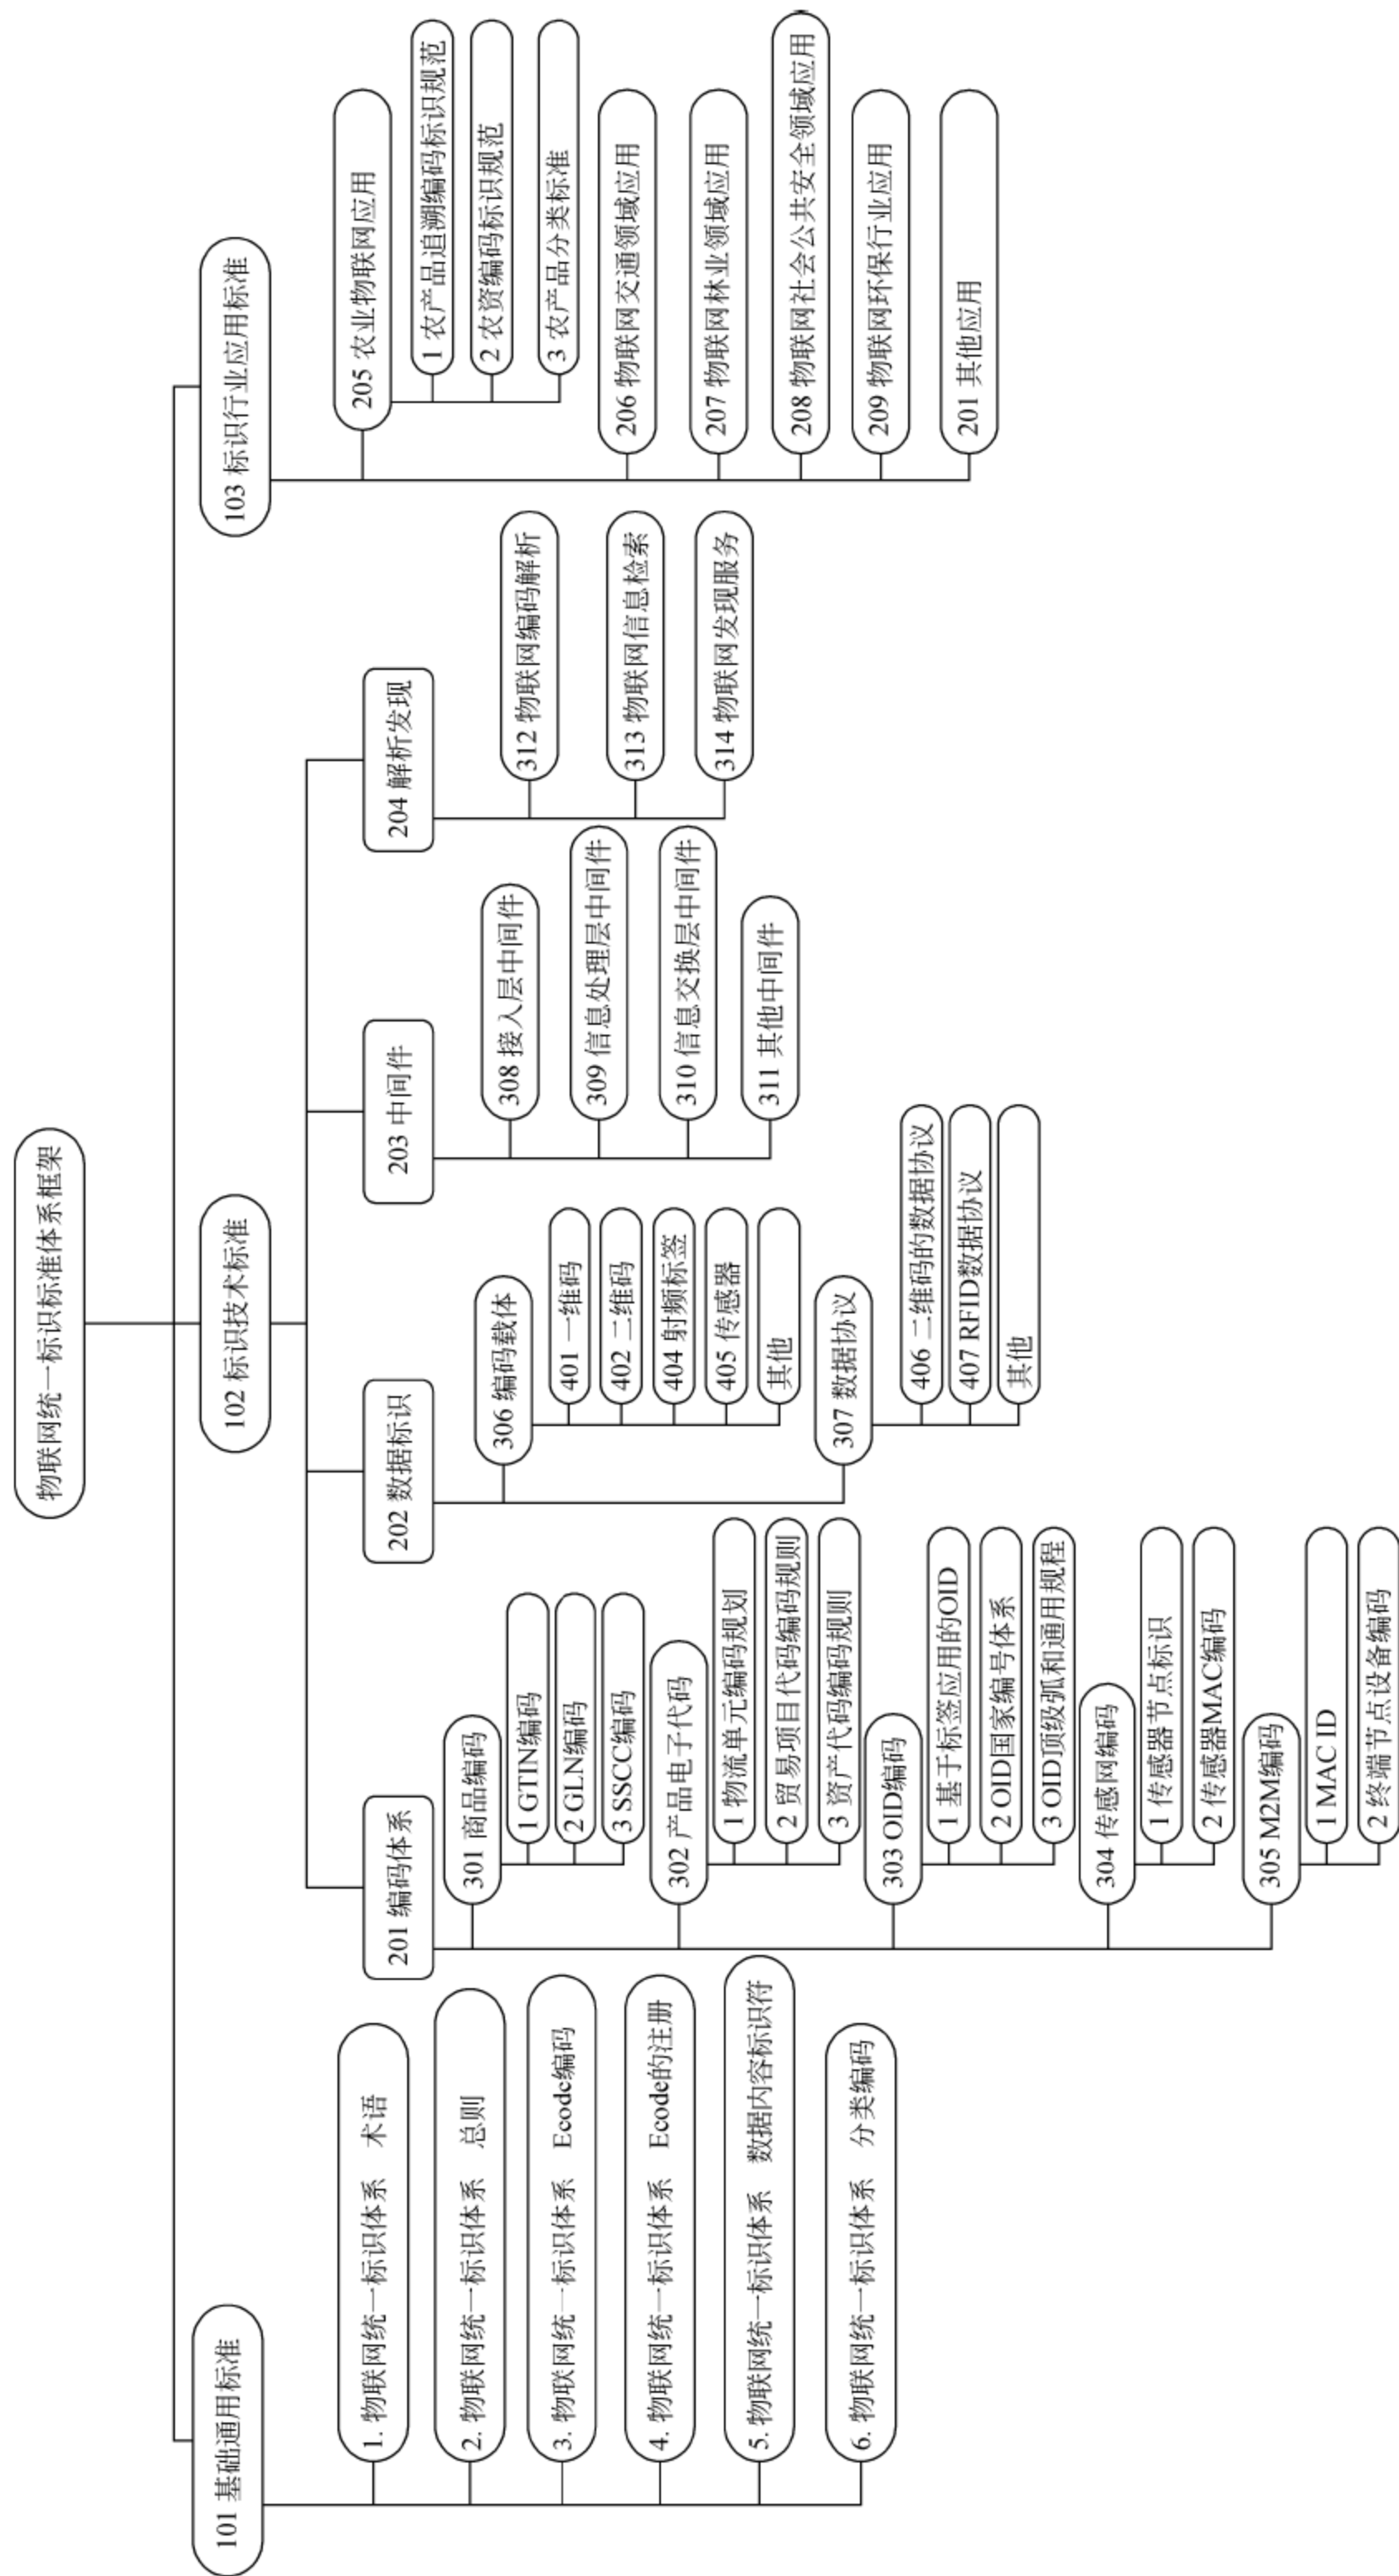 物联网统一标识标准体系框架
101 基础通用标准
1. 物联网统一标识体系 术语
2. 物联网统一标识体系 总则
3. 物联网统一标识体系 Ecode编码
4. 物联网统一标识体系 Ecode的注册
5. 物联网统一标识体系 数据内容标识符
6. 物联网统一标识体系 分类编码
102 标识技术标准
201 编码体系
301 商品编码
1 GTIN编码
2 GLN编码
3 SSCC编码
302 产品电子代码
1 物流单元编码规划
2 贸易项目代码编码规则
3 资产代码编码规则
303 OID编码
1 基于标签应用的OID
2 OID国家编号体系
3 OID顶级弧和通用规程
304 传感网编码
1 传感器节点标识
2 传感器MAC编码
305 M2M编码
1 MAC ID
2 终端节点设备编码
202 数据标识
306 编码载体
401 一维码
402 二维码
404 射频标签
405 传感器
其他
307 数据协议
406 二维码的数据协议
407 RFID数据协议
其他
203 中间件
308 接入层中间件
309 信息处理层中间件
310 信息交换层中间件
311 其他中间件
204 解析发现
312 物联网编码解析
313 物联网信息检索
314 物联网发现服务
103 标识行业应用标准
205 农业物联网应用
1 农产品追溯编码标识规范
2 农资编码标识规范
3 农产品分类标准
206 物联网交通领域应用
207 物联网林业领域应用
208 物联网社会公共安全领域应用
209 物联网环保行业应用
201 其他应用